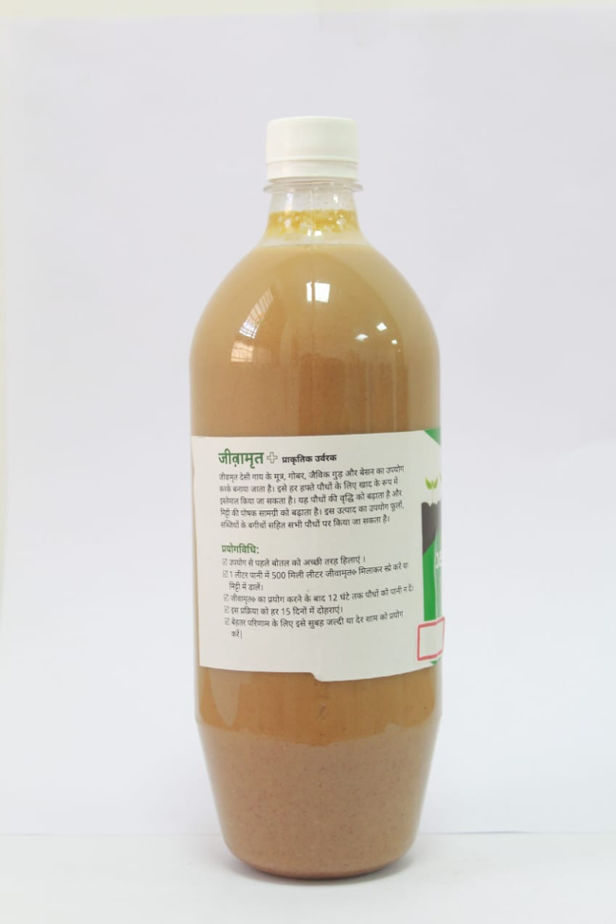 जीवामृत + प्राकृतिक उर्वरक
जीवामृत देसी गाय के मूत्र, गोबर, जैविक गुड़ और बेसन का उपयोग
करके बनाया जाता है। इसे हर हफ्ते पौधों के लिए खाद के रूप में
इस्तेमाल किया जा सकता है। यह पौधों की वृद्धि को बढ़ाता है और
मिट्टी की पोषक सामग्री को बढ़ाता है। इस उत्पाद का उपयोग फूलों,
सब्जियों के बगीचों सहित सभी पौधों पर किया जा सकता है।
प्रयोगविधि:
☑ उपयोग से पहले बोतल को अच्छी तरह हिलाएं ।
☑ 1 लीटर पानी में 500 मिली लीटर जीवामृत+ मिलाकर स्प्रे करें या
मिट्टी में डालें।
☑ जीवामृत+ का प्रयोग करने के बाद 12 घंटे तक पौधों को पानी न दें।
☑ इस प्रक्रिया को हर 15 दिनों में दोहराएं।
☑ बेहतर परिणाम के लिए इसे सुबह जल्दी या देर शाम को प्रयोग
करें|